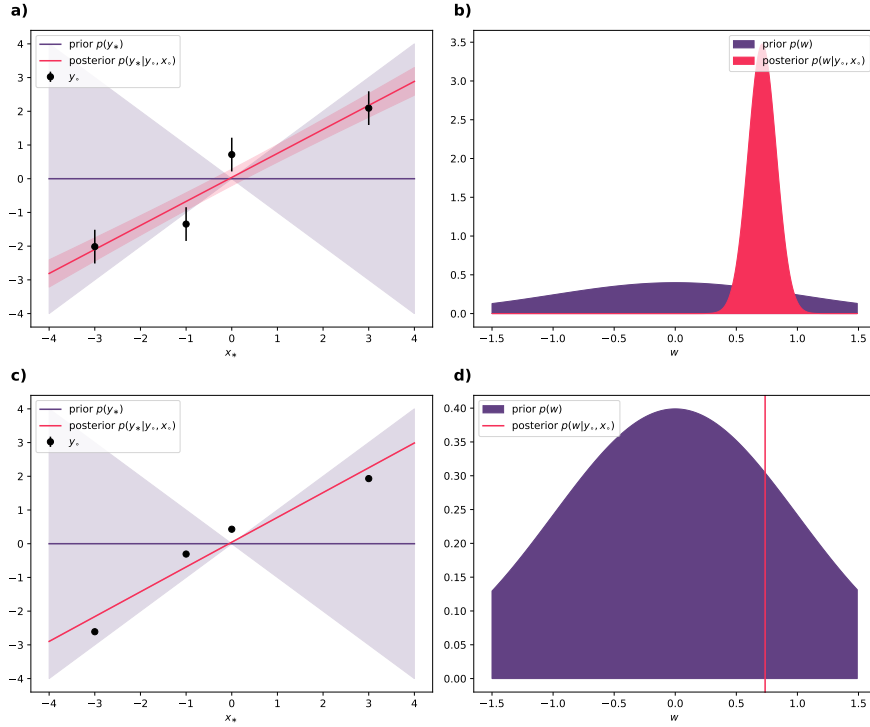 a)
prior p(y*)
posterior p(y*|y∘, x∘)
y∘
4
3
2
1
0
−1
−2
−3
−4
−4 −3 −2 −1 0 1 2 3 4
x*
b)
prior p(w)
posterior p(w|y∘, x∘)
3.5
3.0
2.5
2.0
1.5
1.0
0.5
0.0
−1.5 −1.0 −0.5 0.0 0.5 1.0 1.5
w
c)
prior p(y*)
posterior p(y*|y∘, x∘)
y∘
4
3
2
1
0
−1
−2
−3
−4
−4 −3 −2 −1 0 1 2 3 4
x*
d)
prior p(w)
posterior p(w|y∘, x∘)
0.40
0.35
0.30
0.25
0.20
0.15
0.10
0.05
0.00
−1.5 −1.0 −0.5 0.0 0.5 1.0 1.5
w